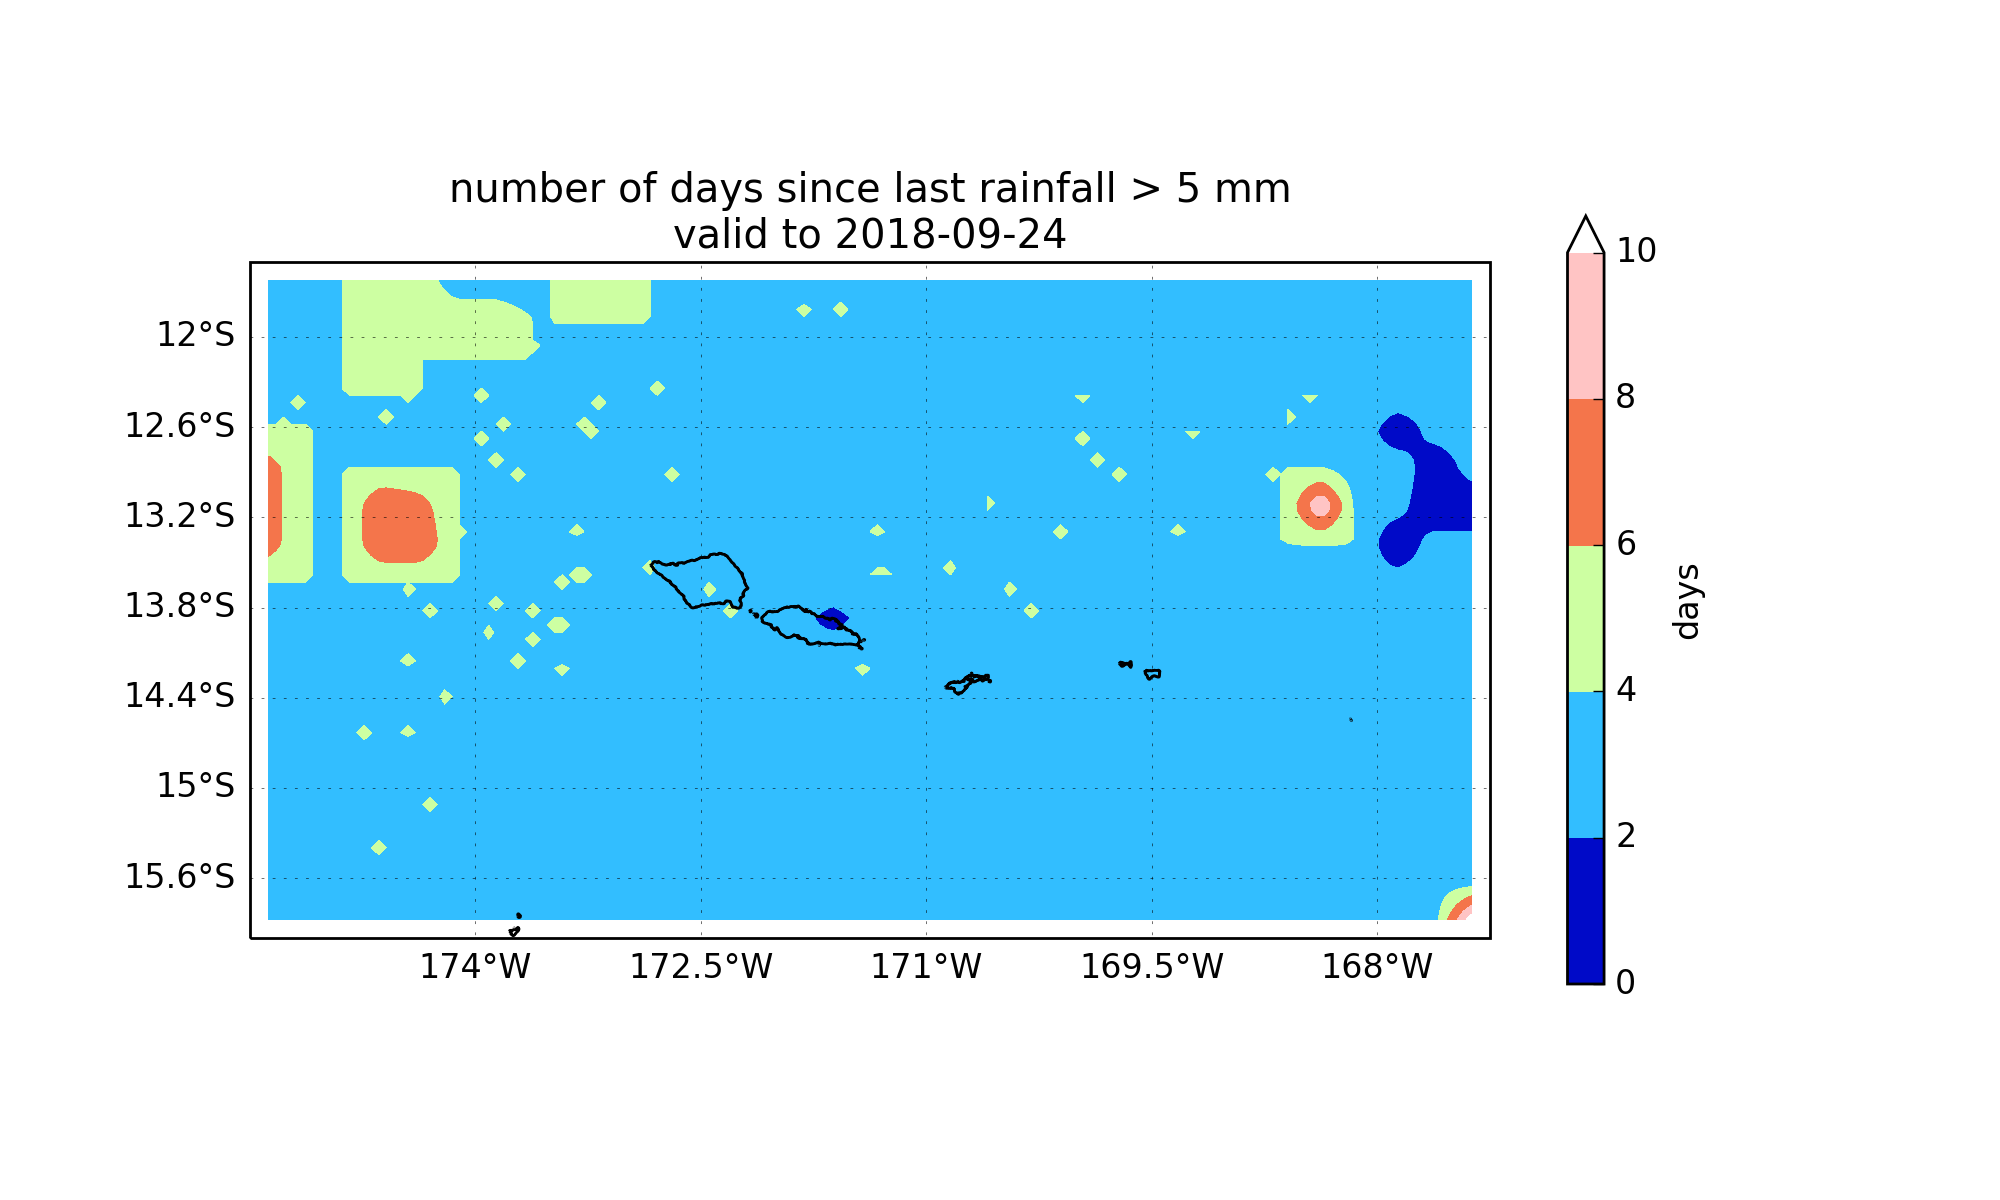 number of days since last rainfall > 5 mm
valid to 2018-09-24
12°S
12.6°S
13.2°S
13.8°S
14.4°S
15°S
15.6°S
174°W
172.5°W
171°W
169.5°W
168°W
10
8
6
4
2
0
days